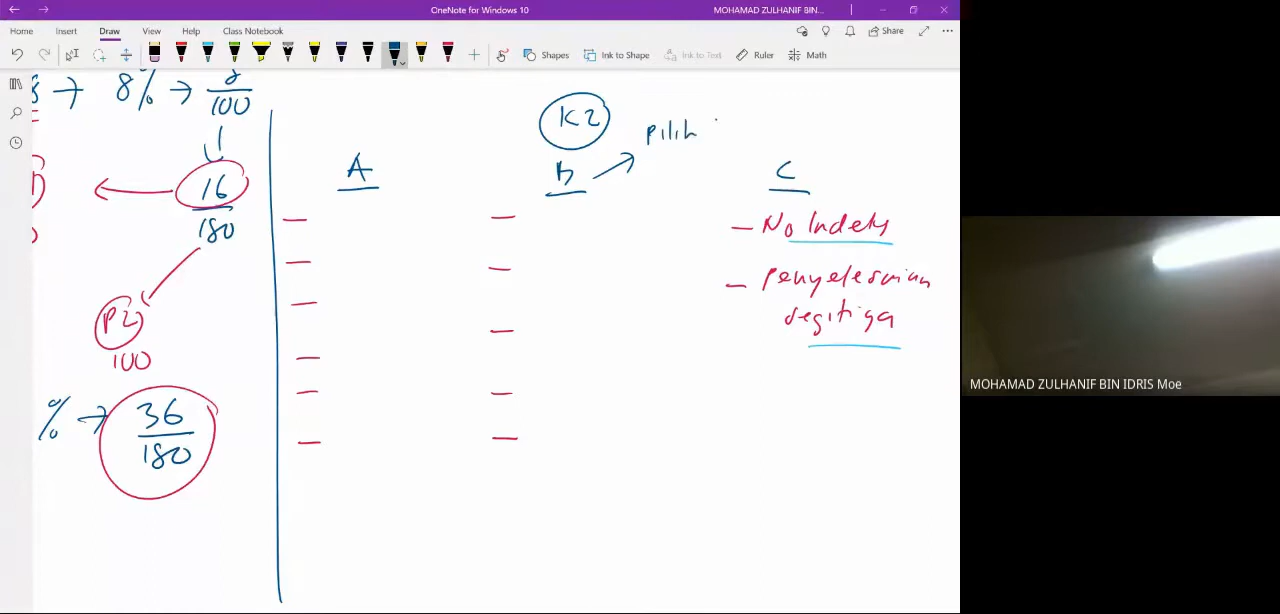 OneNote for Windows 10
MOHAMAD ZULHANIF BIN...
Home Insert Draw View Help Class Notebook
Share
Shapes Ink to Shape Ink to Text Ruler Math
→ 8% → 8/100
16/180
P2
100
% → 36/180
K2
A
B → pilih
C
- No Indeks
- Penyelesaian
segitiga
MOHAMAD ZULHANIF BIN IDRIS Moe